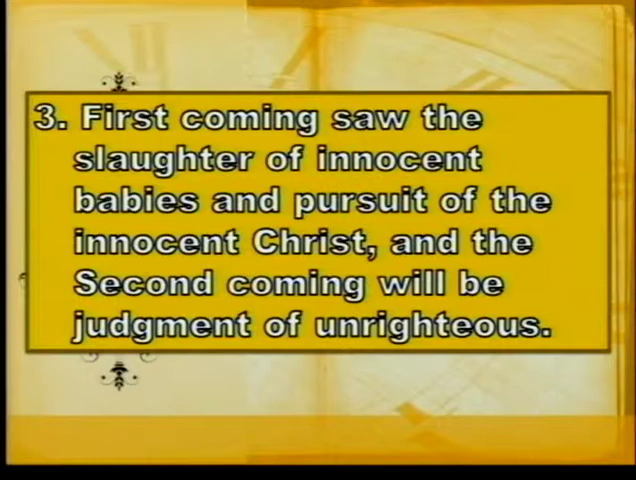 3. First coming saw the
slaughter of innocent
babies and pursuit of the
innocent Christ, and the
Second coming will be
judgment of unrighteous.